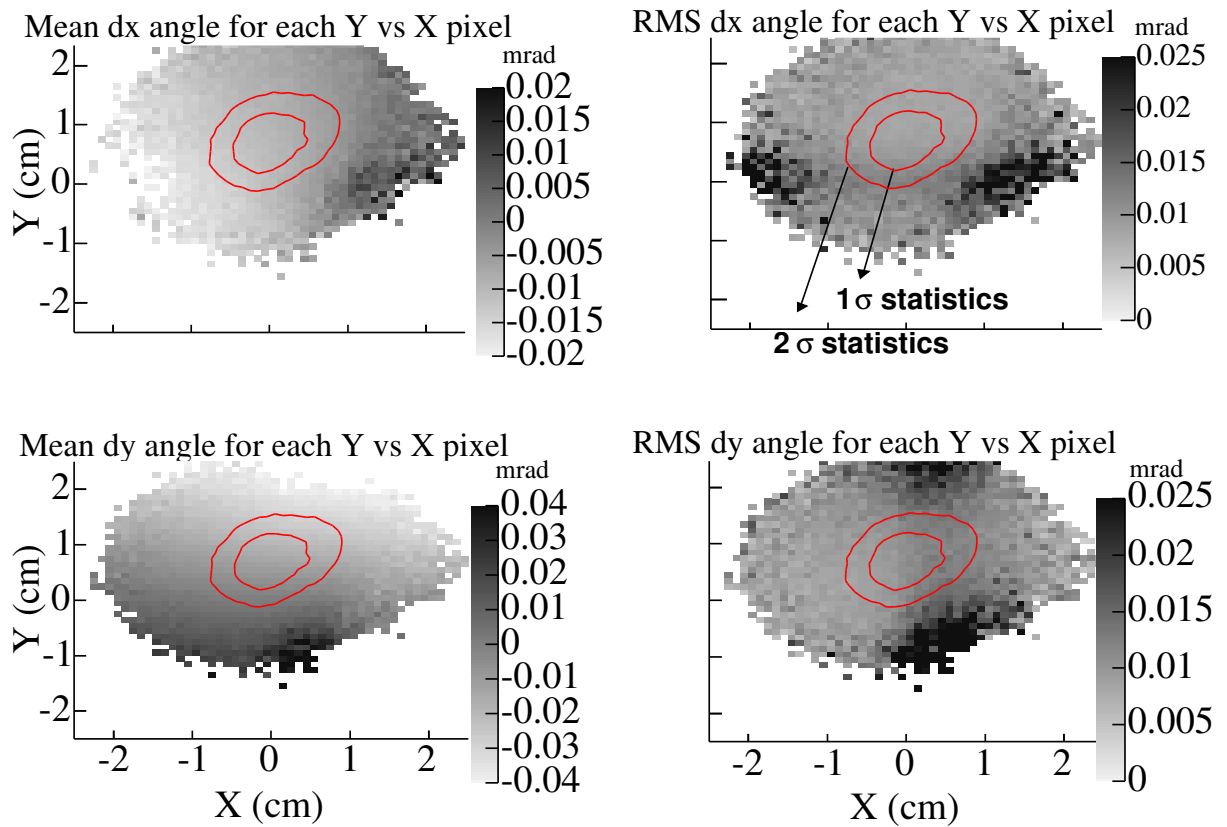 Mean dx angle for each Y vs X pixel
mrad
2
1
0
-1
-2
Y (cm)
0.02
0.015
0.01
0.005
0
-0.005
-0.01
-0.015
-0.02
RMS dx angle for each Y vs X pixel
mrad
0.025
0.02
0.015
0.01
0.005
0
1 σ statistics
2 σ statistics
Mean dy angle for each Y vs X pixel
mrad
2
1
0
-1
-2
Y (cm)
0.04
0.03
0.02
0.01
0
-0.01
-0.02
-0.03
-0.04
-2 -1 0 1 2
X (cm)
RMS dy angle for each Y vs X pixel
mrad
0.025
0.02
0.015
0.01
0.005
0
-2 -1 0 1 2
X (cm)